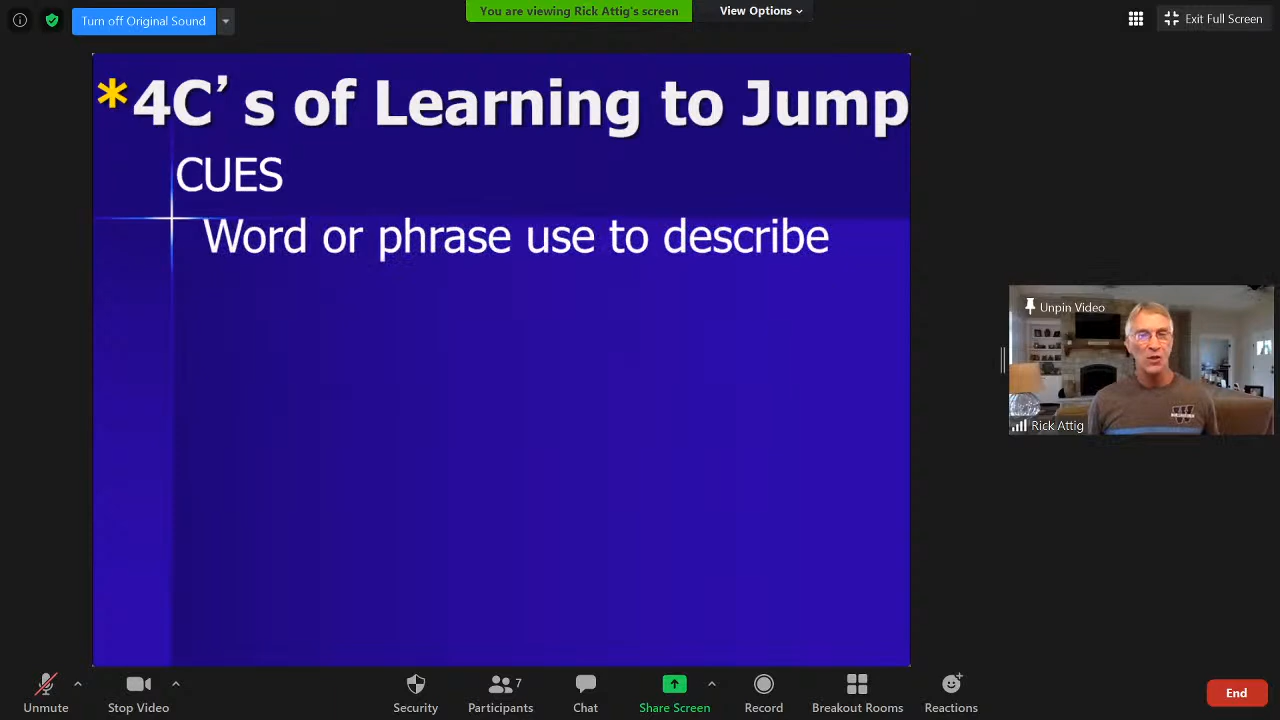 Turn off Original Sound
You are viewing Rick Attig's screen
View Options
Exit Full Screen
*4C’s of Learning to Jump
CUES
Word or phrase use to describe
Unpin Video
W
Rick Attig
Unmute
Stop Video
Security
7
Participants
Chat
Share Screen
Record
Breakout Rooms
Reactions
End